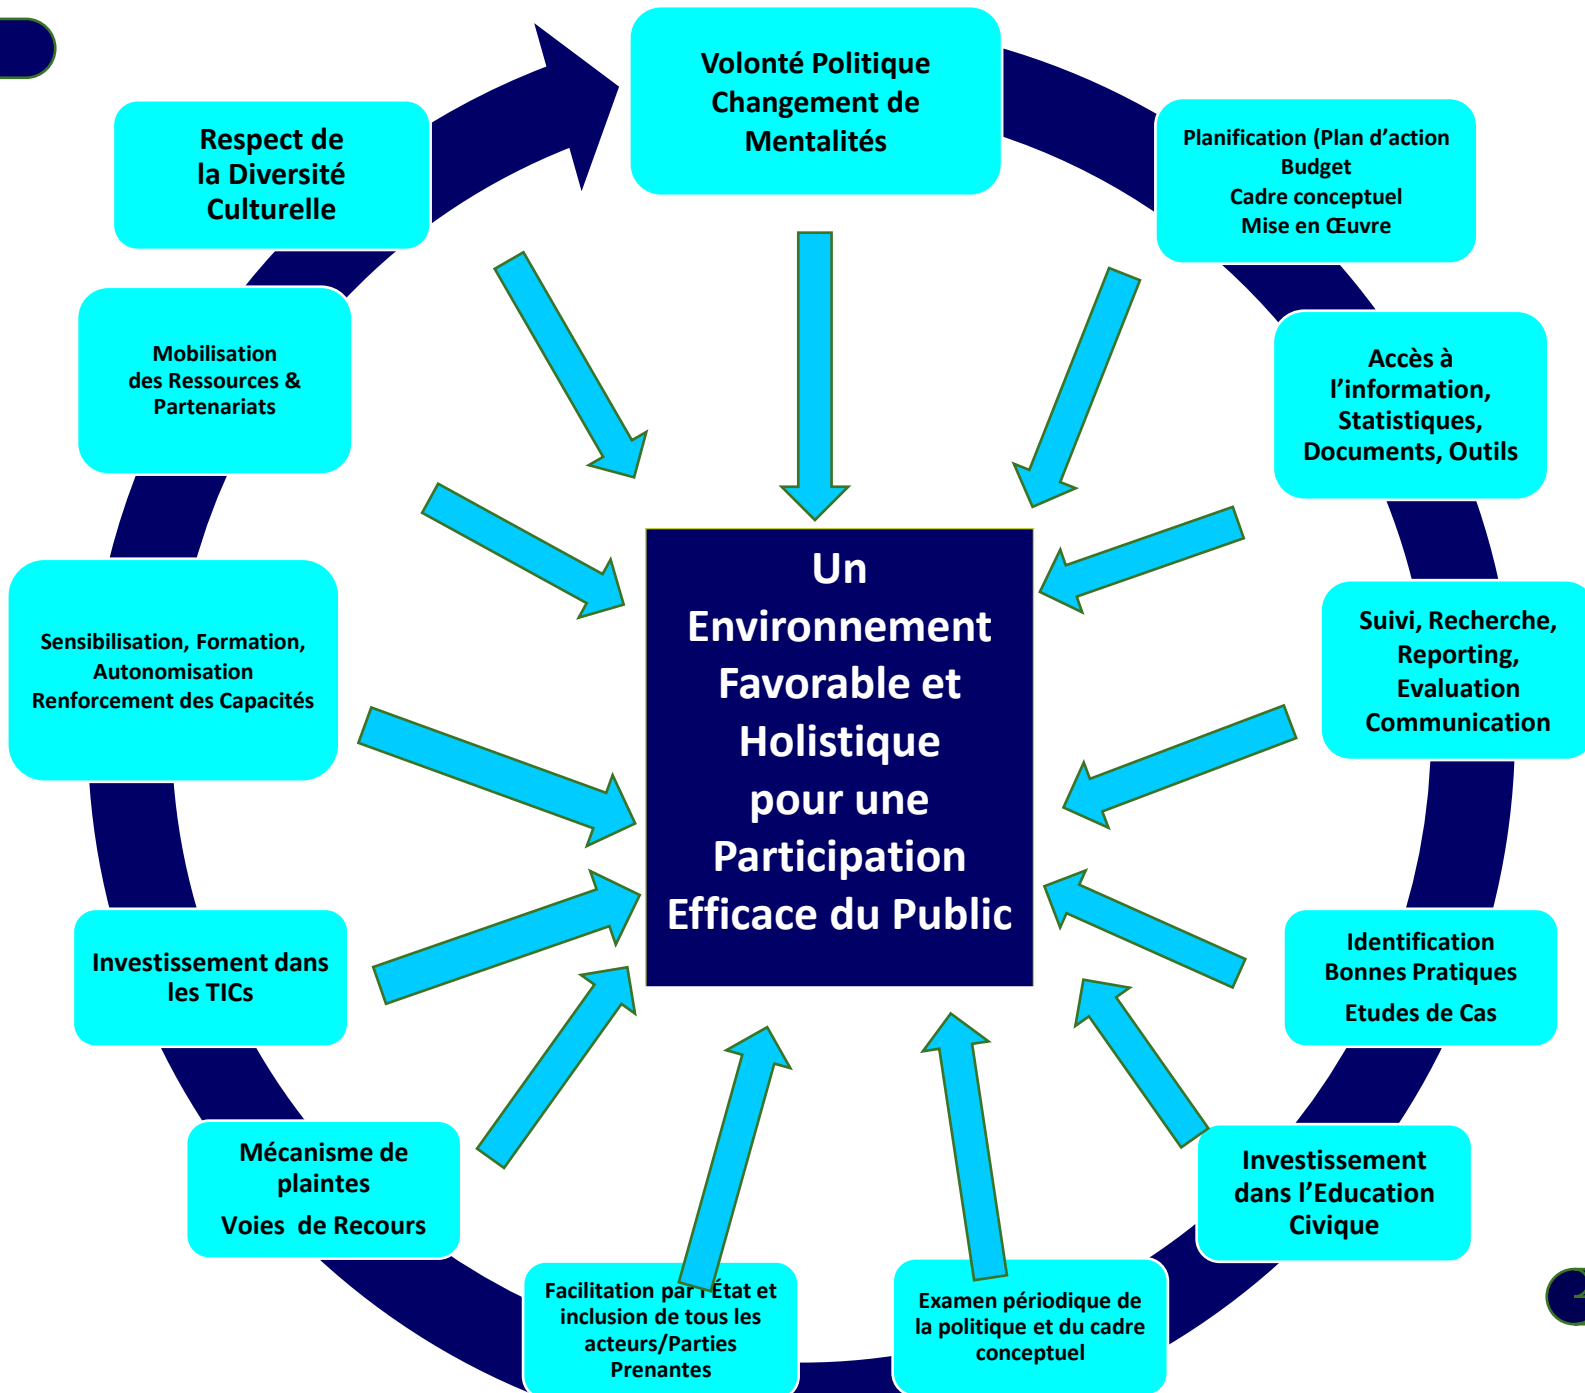 Volonté Politique
Changement de
Mentalités
Planification (Plan d’action
Budget
Cadre conceptuel
Mise en Œuvre
Accès à
l’information,
Statistiques,
Documents, Outils
Suivi, Recherche,
Reporting,
Evaluation
Communication
Identification
Bonnes Pratiques
Etudes de Cas
Investissement
dans l’Education
Civique
Examen périodique de
la politique et du cadre
conceptuel
Facilitation par l’État et
inclusion de tous les
acteurs/Parties
Prenantes
Mécanisme de
plaintes
Voies de Recours
Investissement dans
les TICs
Sensibilisation, Formation,
Autonomisation
Renforcement des Capacités
Mobilisation
des Ressources &
Partenariats
Respect de
la Diversité
Culturelle
Un
Environnement
Favorable et
Holistique
pour une
Participation
Efficace du Public